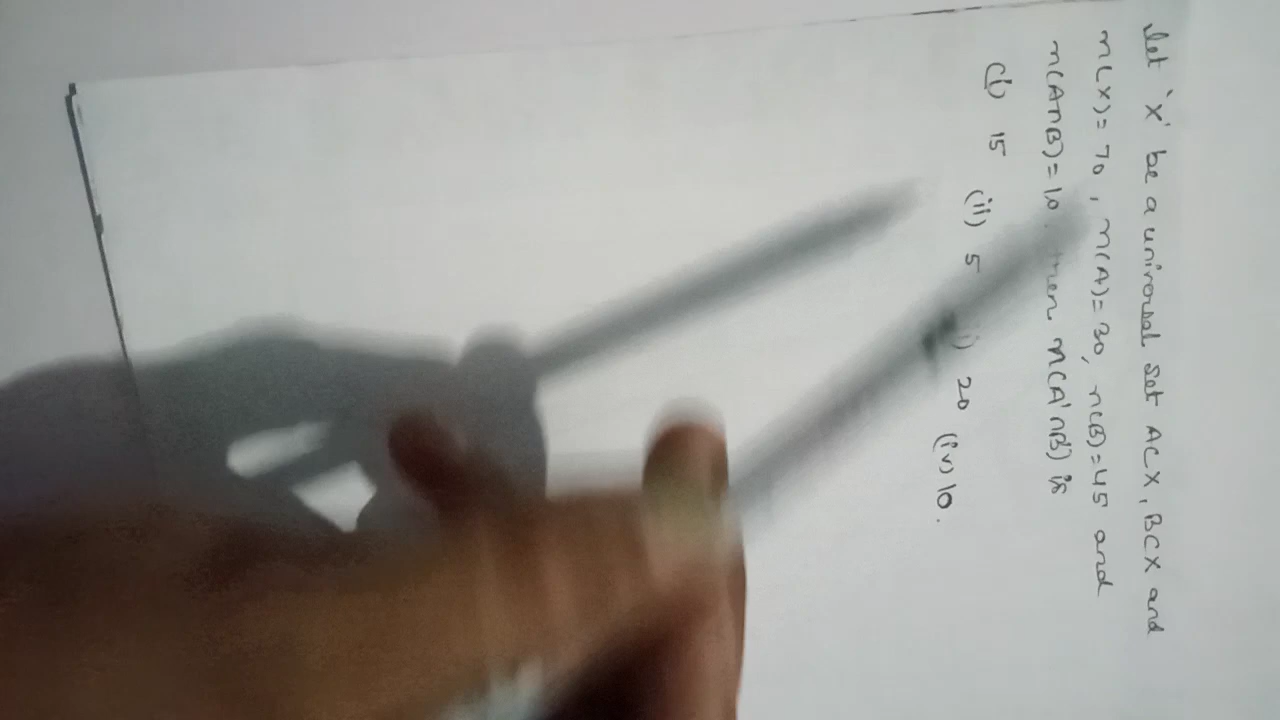 Let 'X' be a universal set A⊂X, B⊂X and
n(X)=70, n(A)=30, n(B)=45 and
n(A∩B)=10. then n(A'∩B') is
(i) 15 (ii) 5 20 (iv) 10.